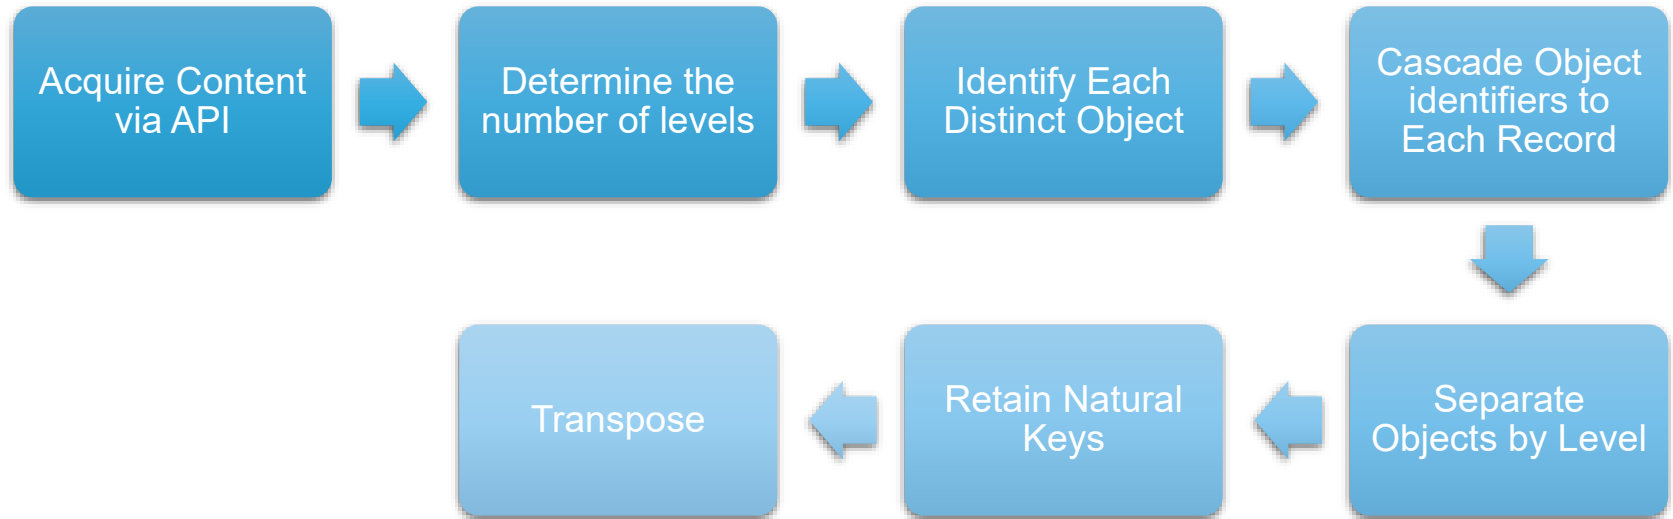 Acquire Content
via API
Determine the
number of levels
Identify Each
Distinct Object
Cascade Object
identifiers to
Each Record
Separate
Objects by Level
Retain Natural
Keys
Transpose